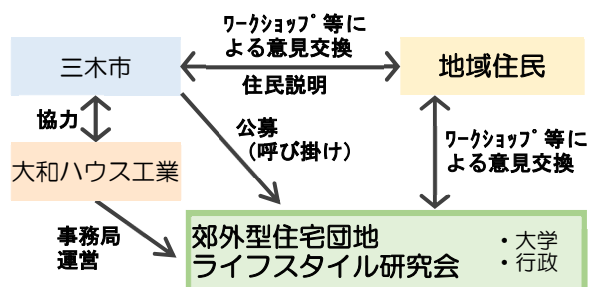 ﾜｰｸｼｮｯﾌﾟ等に
よる意見交換
三木市
地域住民
住民説明
協力
公募
（呼び掛け）
ﾜｰｸｼｮｯﾌﾟ等に
よる意見交換
大和ハウス工業
事務局
運営
郊外型住宅団地
ライフスタイル研究会
・大学
・行政